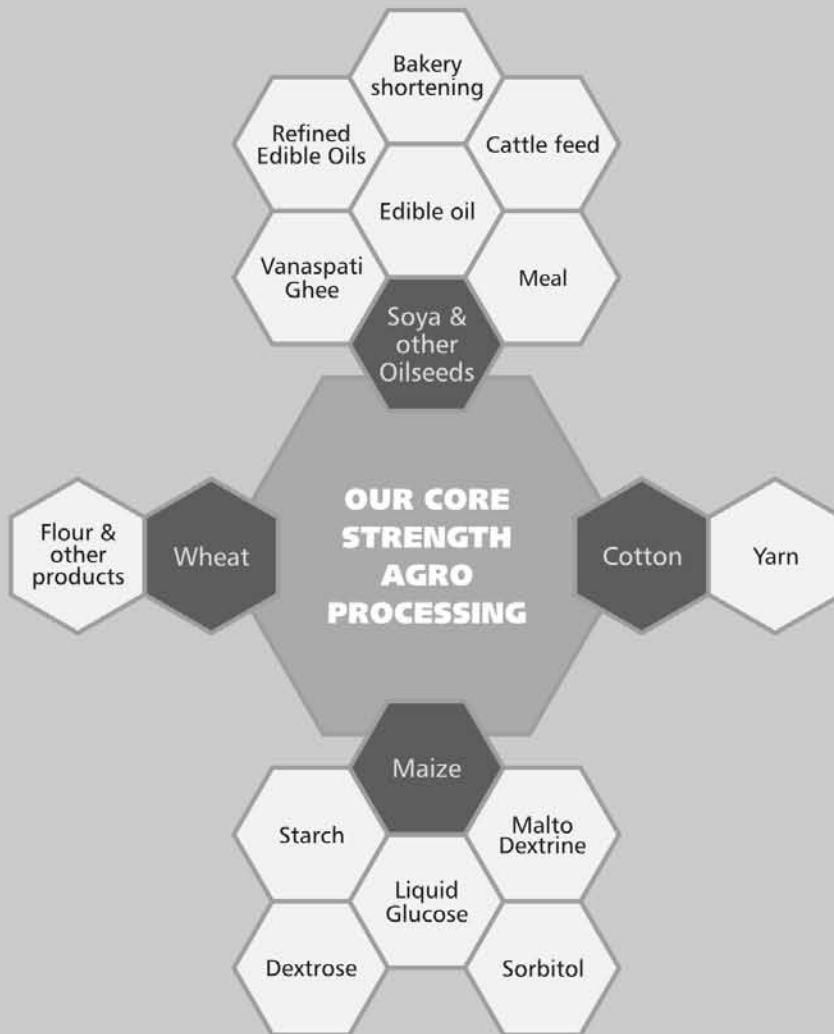 Bakery
shortening
Refined
Edible Oils
Cattle feed
Edible oil
Vanaspati
Ghee
Meal
Soya &
other
Oilseeds
OUR CORE
STRENGTH
AGRO
PROCESSING
Flour &
other
products
Wheat
Cotton
Yarn
Maize
Starch
Malto
Dextrine
Liquid
Glucose
Dextrose
Sorbitol